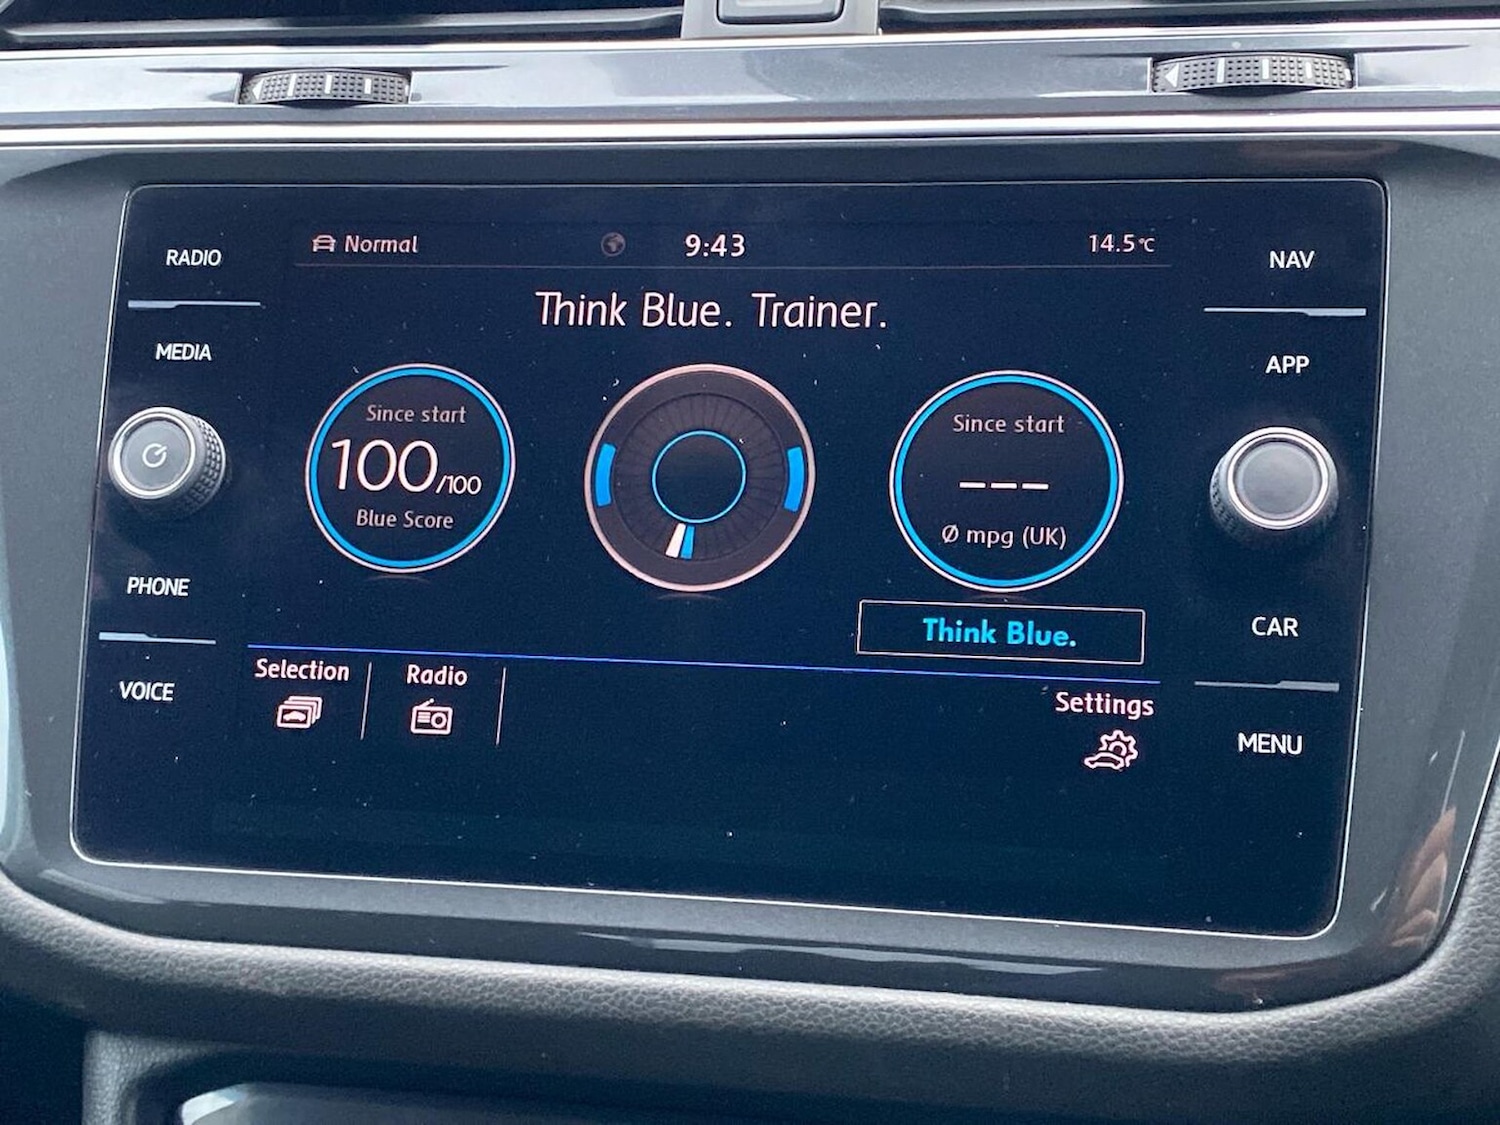 RADIO
MEDIA
PHONE
VOICE
Normal
9:43
14.5°C
Think Blue. Trainer.
Since start
100/100
Blue Score
Since start
---
Ø mpg (UK)
Think Blue.
Selection
Radio
Settings
NAV
APP
CAR
MENU